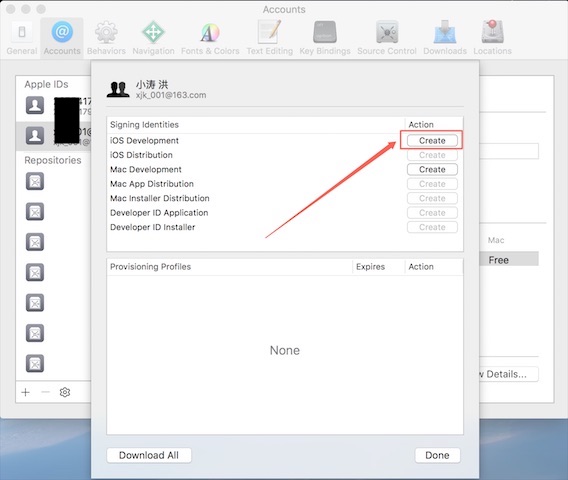 Accounts
General Accounts Behaviors Navigation Fonts & Colors Text Editing Key Bindings Source Control Downloads Locations
Apple IDs
小涛 洪
xjk_001@163.com
Signing Identities Action
iOS Development Create
iOS Distribution Create
Mac Development Create
Mac App Distribution Create
Mac Installer Distribution Create
Developer ID Application Create
Developer ID Installer Create
Repositories
Mac
Free
Provisioning Profiles Expires Action
None
Details...
Download All Done